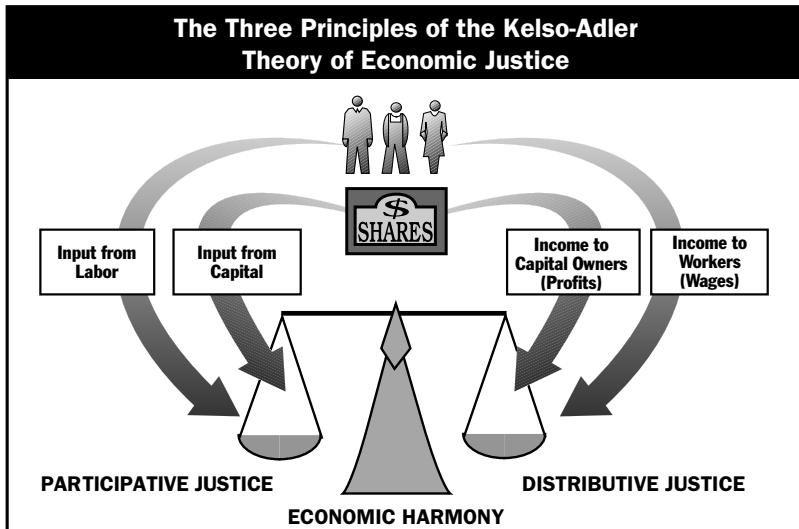 The Three Principles of the Kelso-Adler
Theory of Economic Justice
$
SHARES
Input from
Labor
Input from
Capital
Income to
Capital Owners
(Profits)
Income to
Workers
(Wages)
PARTICIPATIVE JUSTICE
DISTRIBUTIVE JUSTICE
ECONOMIC HARMONY